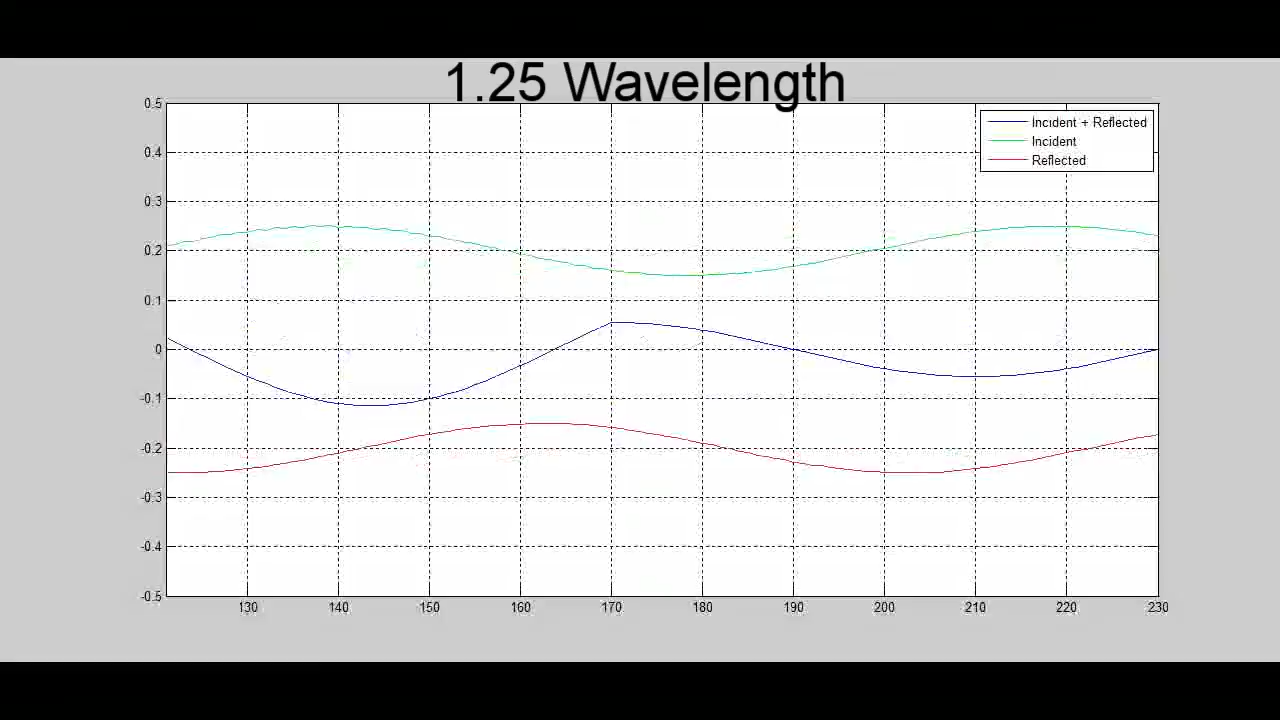 1.25 Wavelength
0.5
0.4
0.3
0.2
0.1
0
-0.1
-0.2
-0.3
-0.4
-0.5
Incident + Reflected
Incident
Reflected
130 140 150 160 170 180 190 200 210 220 230